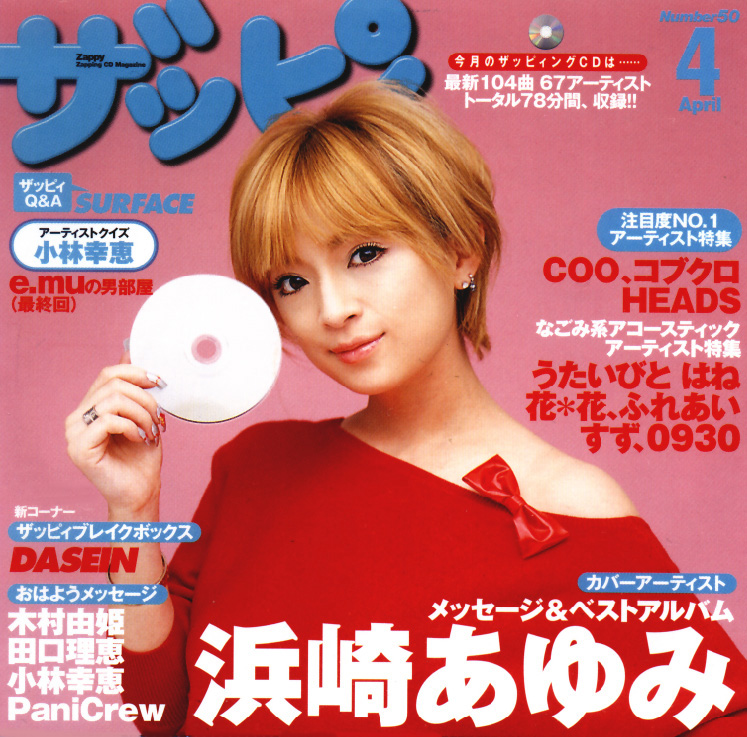 ザッピィ
Zappy
Zapping CD Magazine
今月のザッピィングCDは……
最新104曲 67アーティスト
トータル78分間、収録!!
Number50
4
April
ザッピィ
Q&A
SURFACE
アーティストクイズ
小林幸恵
e.muの男部屋
(最終回)
注目度NO.1
アーティスト特集
COO、コブクロ
HEADS
なごみ系アコースティック
アーティスト特集
うたいびと はね
花*花、ふれあい
すず、0930
新コーナー
ザッピィブレイクボックス
DASEIN
おはようメッセージ
木村由姫
田口理恵
小林幸恵
PaniCrew
カバーアーティスト
メッセージ&ベストアルバム
浜崎あゆみ